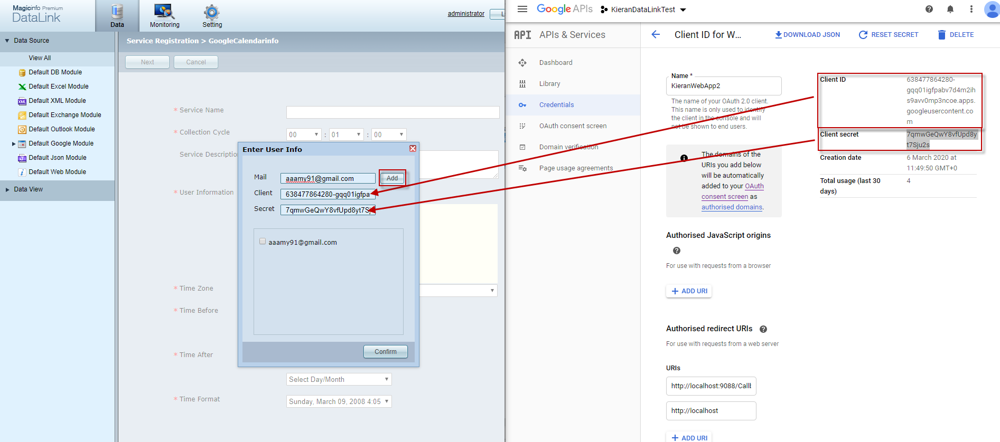 Magicinfo Premium
DataLink
Data
Monitoring
Setting
administrator
Data Source
View All
Default DB Module
Default Excel Module
Default XML Module
Default Exchange Module
Default Outlook Module
Default Google Module
Default Json Module
Default Web Module
Data View
Service Registration > GoogleCalendarinfo
Next
Cancel
* Service Name
* Collection Cycle
00 : 01 : 00
Service Description
* User Information
* Time Zone
* Time Before
* Time After
Select Day/Month
* Time Format
Sunday, March 09, 2008 4:05
Enter User Info
Mail
aaamy91@gmail.com
Add
Client
638477864280-gqq01igfpa
Secret
7qmwGeQwY8vfUpd8yt7Sj
aaamy91@gmail.com
Confirm
Google APIs
KieranDataLinkTest
API APIs & Services
Dashboard
Library
Credentials
OAuth consent screen
Domain verification
Page usage agreements
Client ID for W...
DOWNLOAD JSON
RESET SECRET
DELETE
Name *
KieranWebApp2
The name of your OAuth 2.0 client.
This name is only used to identify
the client in the console and will
not be shown to end users.
The domains of the
URIs you add below
will be automatically
added to your OAuth
consent screen as
authorised domains.
Authorised JavaScript origins
For use with requests from a browser
ADD URI
Authorised redirect URIs
For use with requests from a web server
URIs
http://localhost:9088/Callb
http://localhost
ADD URI
Client ID
638477864280-
gqq01igfpabv7d4m2ih
s9avv0mp3ncoe.apps.
googleusercontent.co
m
Client secret
7qmwGeQwY8vfUpd8y
t7Sju2s
Creation date
6 March 2020 at
11:49:50 GMT+0
Total usage (last 30
days)
4